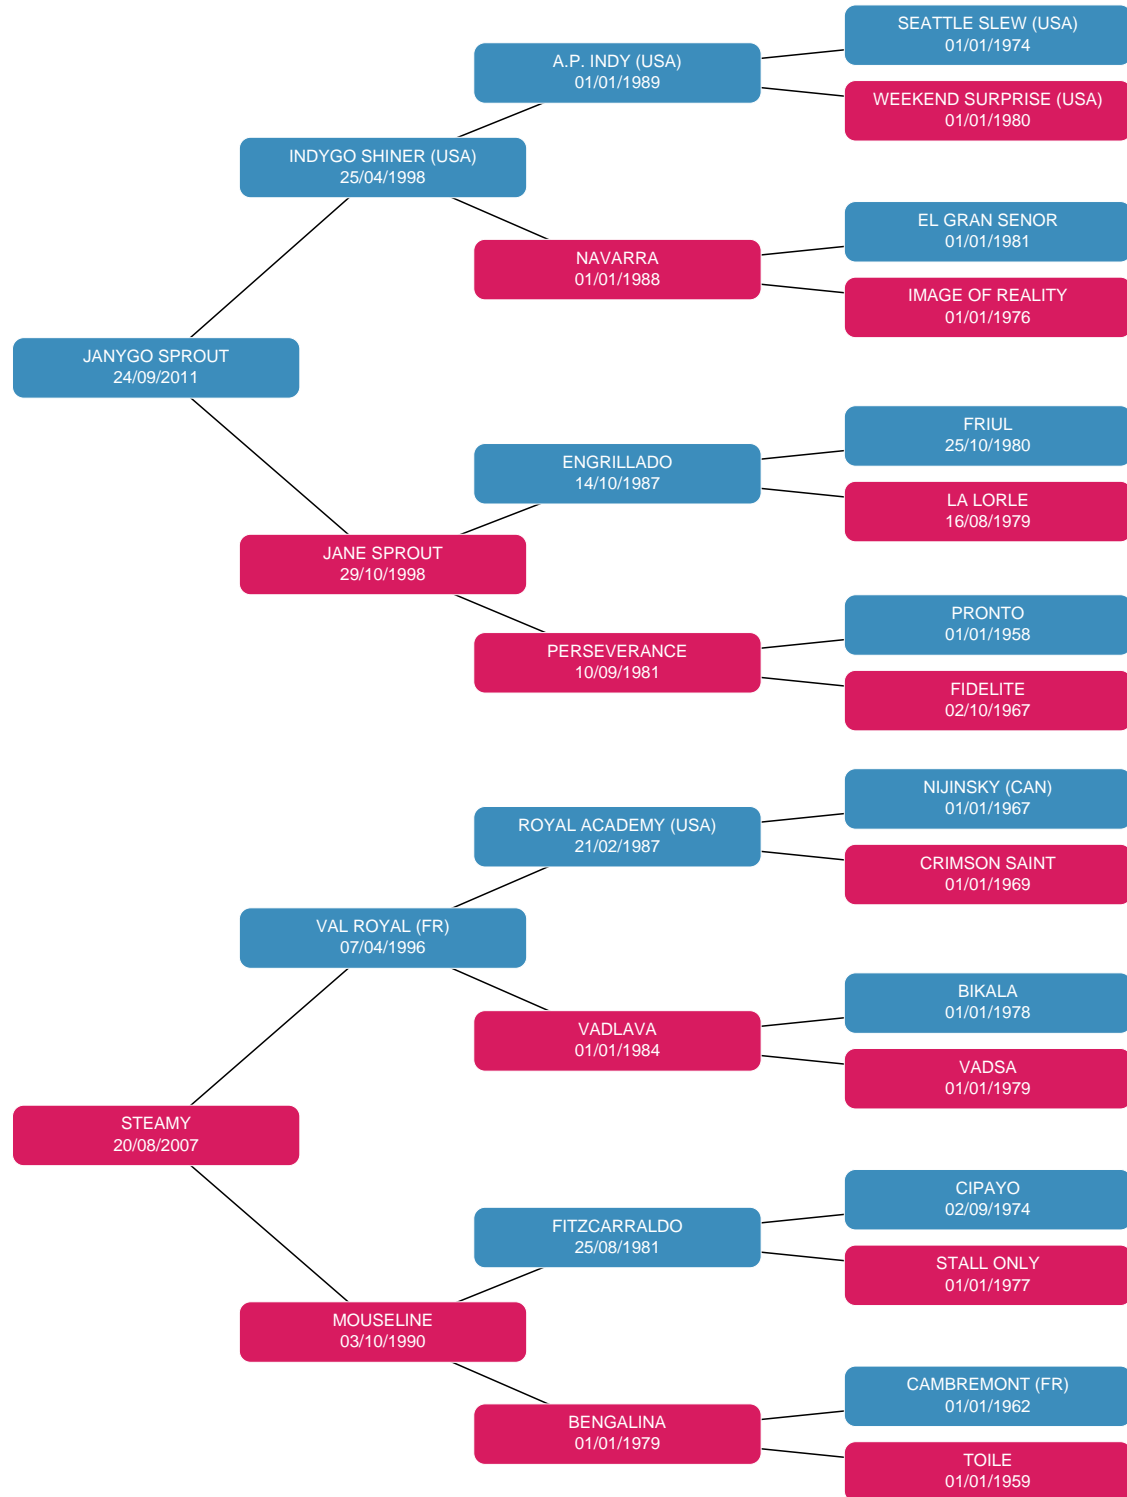 SEATTLE SLEW (USA)
01/01/1974
A.P. INDY (USA)
01/01/1989
WEEKEND SURPRISE (USA)
01/01/1980
INDYGO SHINER (USA)
25/04/1998
EL GRAN SENOR
01/01/1981
NAVARRA
01/01/1988
IMAGE OF REALITY
01/01/1976
JANYGO SPROUT
24/09/2011
FRIUL
25/10/1980
ENGRILLADO
14/10/1987
LA LORLE
16/08/1979
JANE SPROUT
29/10/1998
PRONTO
01/01/1958
PERSEVERANCE
10/09/1981
FIDELITE
02/10/1967
NIJINSKY (CAN)
01/01/1967
ROYAL ACADEMY (USA)
21/02/1987
CRIMSON SAINT
01/01/1969
VAL ROYAL (FR)
07/04/1996
BIKALA
01/01/1978
VADLAVA
01/01/1984
VADSA
01/01/1979
STEAMY
20/08/2007
CIPAYO
02/09/1974
FITZCARRALDO
25/08/1981
STALL ONLY
01/01/1977
MOUSELINE
03/10/1990
CAMBREMONT (FR)
01/01/1962
BENGALINA
01/01/1979
TOILE
01/01/1959